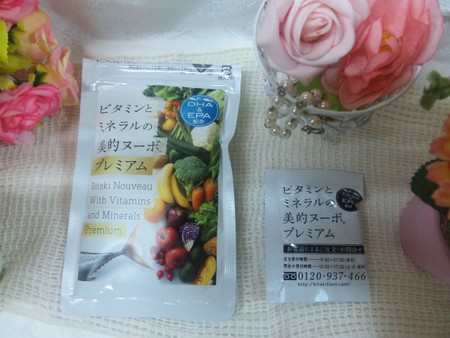 ビタミンと
ミネラルの
美的ヌーボ。
プレミアム
DHA
&
EPA
配合
Biteki Nouveau
With Vitamins
and Minerals
Premium
ビタミンと
ミネラルの
美的ヌーボ。
プレミアム
0120-937-466